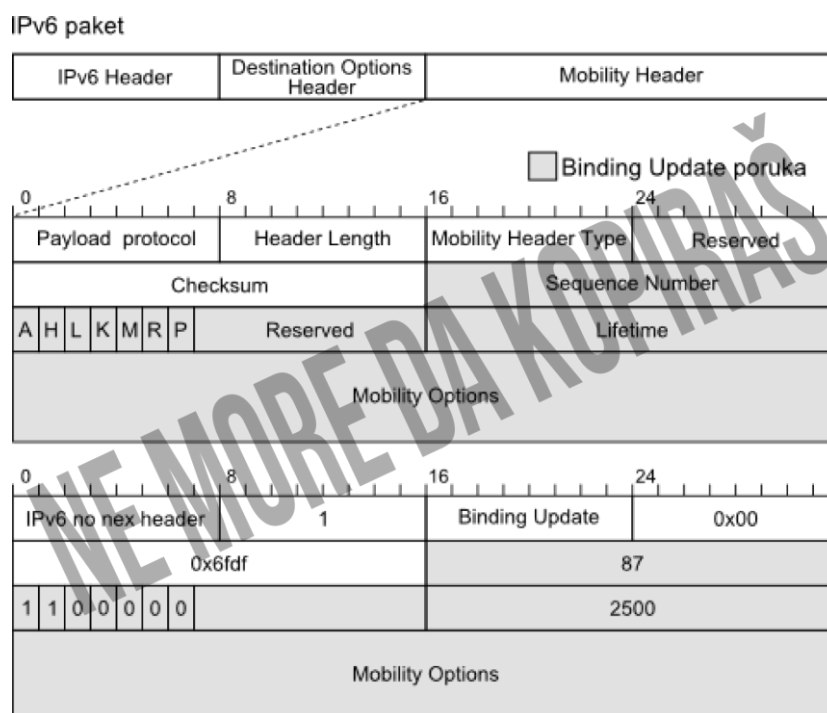 IPv6 paket
IPv6 Header
Destination Options
Header
Mobility Header
Binding Update poruka
0 8 16 24
Payload protocol
Header Length
Mobility Header Type
Reserved
Checksum
Sequence Number
A H L K M R P
Reserved
Lifetime
Mobility Options
0 8 16 24
IPv6 no nex header
1
Binding Update
0x00
0x6fdf
87
1 1 0 0 0 0 0
2500
Mobility Options
NE MORE DA KOPIRAŠ